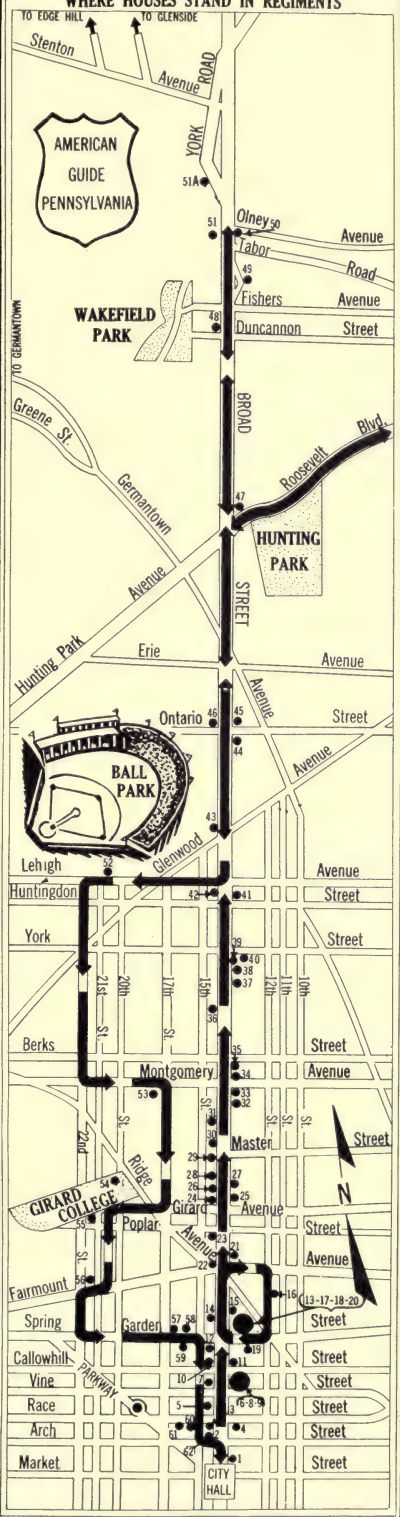 WHERE HOUSES STAND IN REGIMENTS
TO EDGE HILL
TO GLENSIDE
Stenton
Avenue
ROAD
YORK
AMERICAN
GUIDE
PENNSYLVANIA
51A
51
Olney
50
Avenue
Tabor
Road
49
Fishers
Avenue
WAKEFIELD
PARK
48
Duncannon
Street
TO GERMANTOWN
BROAD
Greene St.
Germantown
Roosevelt
Blvd.
47
HUNTING
PARK
STREET
Avenue
Hunting Park
Erie
Avenue
Avenue
Ontario
46
45
Street
44
Avenue
BALL
PARK
43
Glenwood
Lehigh
52
Avenue
Huntingdon
42
41
Street
York
Street
39
40
38
37
21st
20th
17th
15th
12th
11th
10th
St.
St.
36
Berks
Street
35
Montgomery
Avenue
34
53
33
32
St.
St.
St.
St.
St.
31
22nd
30
Master
Street
Ridge
29
28
27
54
26
N
GIRARD
COLLEGE
24
Girard
25
Avenue
55
Poplar
Street
Avenue
23
21
Avenue
22
St.
56
16
Fairmount
15
13-17-18-20
14
Spring
Garden
57
58
Street
12
19
59
Callowhill
11
Street
PARKWAY
10
7
Vine
Street
6-8-9
Race
5
3
Street
60
Arch
61
2
4
Street
62
Market
1
Street
CITY
HALL